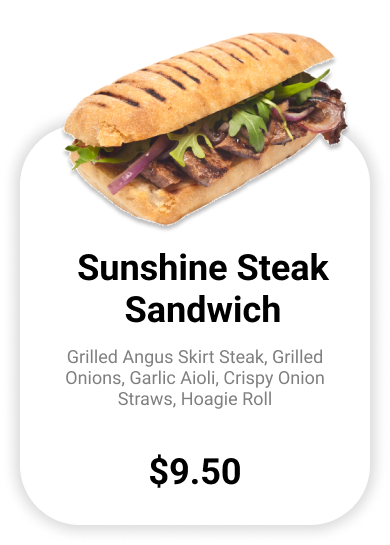 Sunshine Steak
Sandwich
Grilled Angus Skirt Steak, Grilled
Onions, Garlic Aioli, Crispy Onion
Straws, Hoagie Roll
$9.50